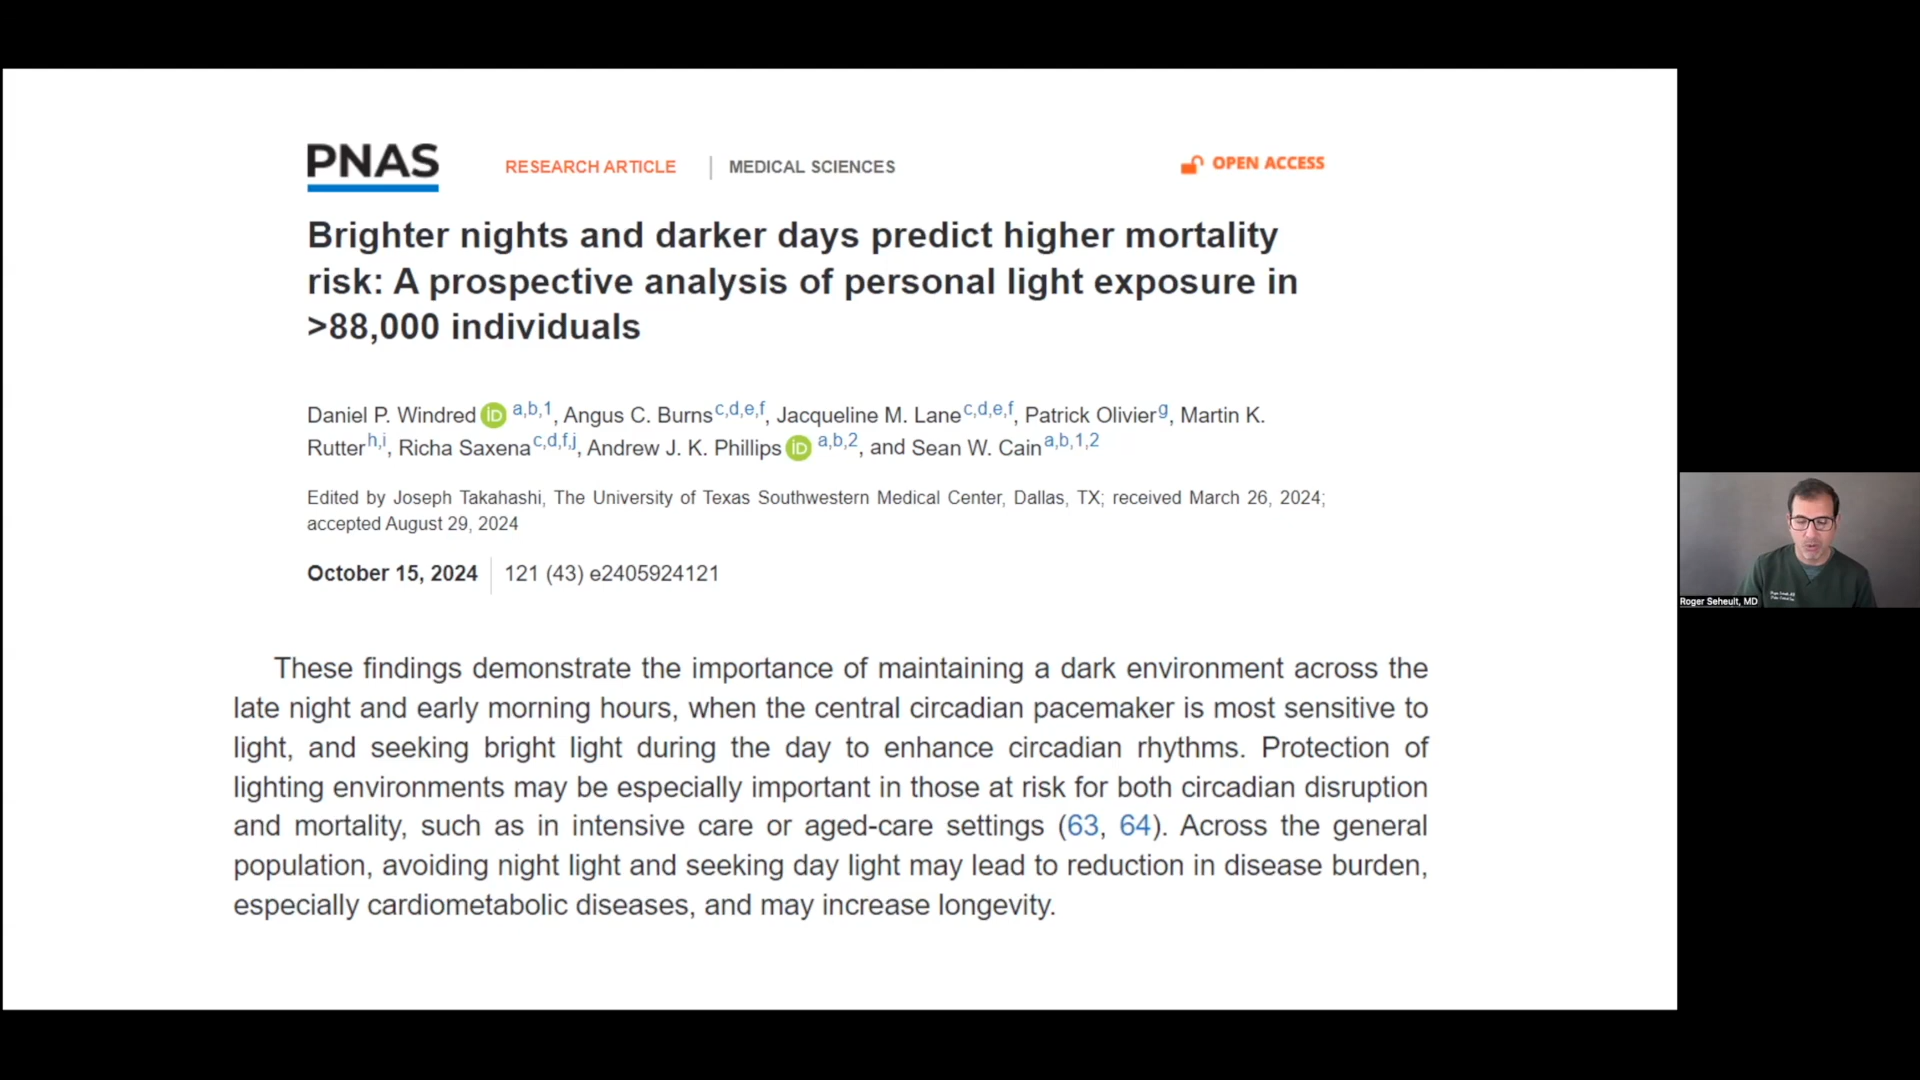 PNAS RESEARCH ARTICLE | MEDICAL SCIENCES OPEN ACCESS
Brighter nights and darker days predict higher mortality
risk: A prospective analysis of personal light exposure in
>88,000 individuals
Daniel P. Windred iD a,b,1, Angus C. Burns c,d,e,f, Jacqueline M. Lane c,d,e,f, Patrick Olivier g, Martin K.
Rutter h,i, Richa Saxena c,d,f,j, Andrew J. K. Phillips iD a,b,2, and Sean W. Cain a,b,1,2
Edited by Joseph Takahashi, The University of Texas Southwestern Medical Center, Dallas, TX; received March 26, 2024;
accepted August 29, 2024
October 15, 2024 | 121 (43) e2405924121
These findings demonstrate the importance of maintaining a dark environment across the
late night and early morning hours, when the central circadian pacemaker is most sensitive to
light, and seeking bright light during the day to enhance circadian rhythms. Protection of
lighting environments may be especially important in those at risk for both circadian disruption
and mortality, such as in intensive care or aged-care settings (63, 64). Across the general
population, avoiding night light and seeking day light may lead to reduction in disease burden,
especially cardiometabolic diseases, and may increase longevity.
Roger Seheult, MD